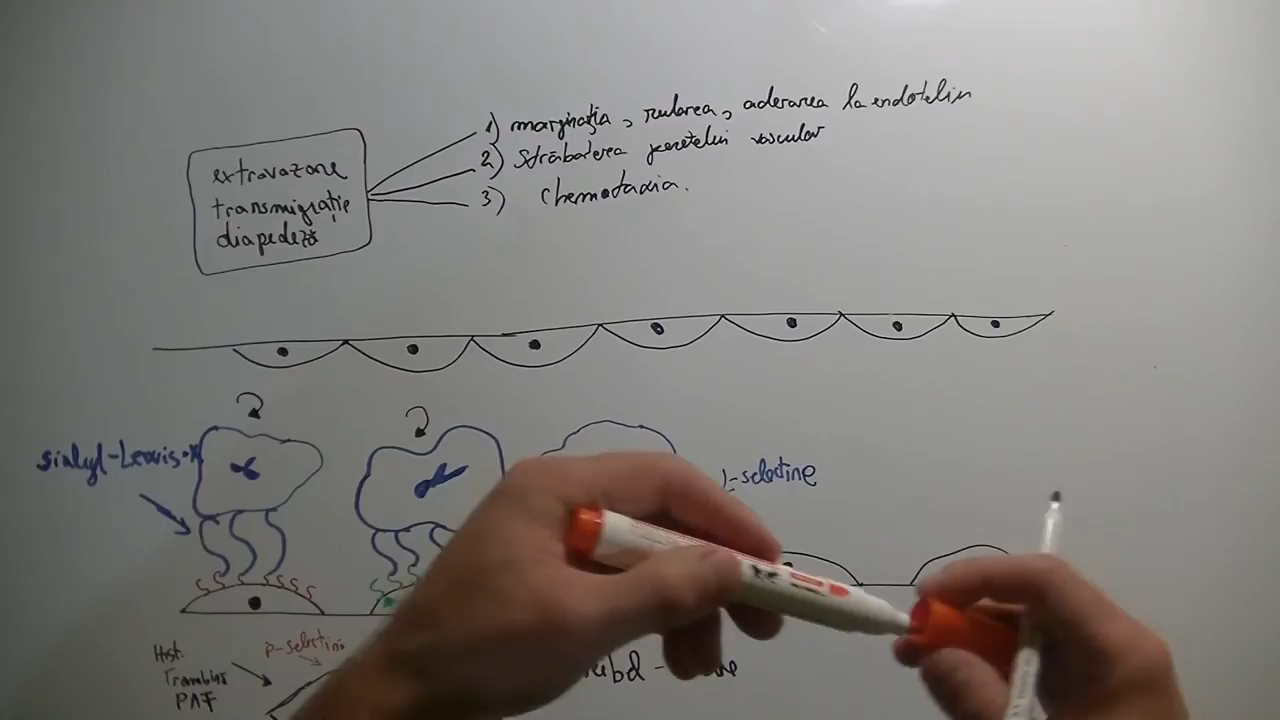 1) marginația, rularea, aderarea la endoteliu
2) străbaterea peretelui vascular
3) Chemotaxia.
extravazare
transmigrație
diapedeză
sialyl-Lewis-x
L-selectine
Hist.
Trombina
PAF
p-selectină